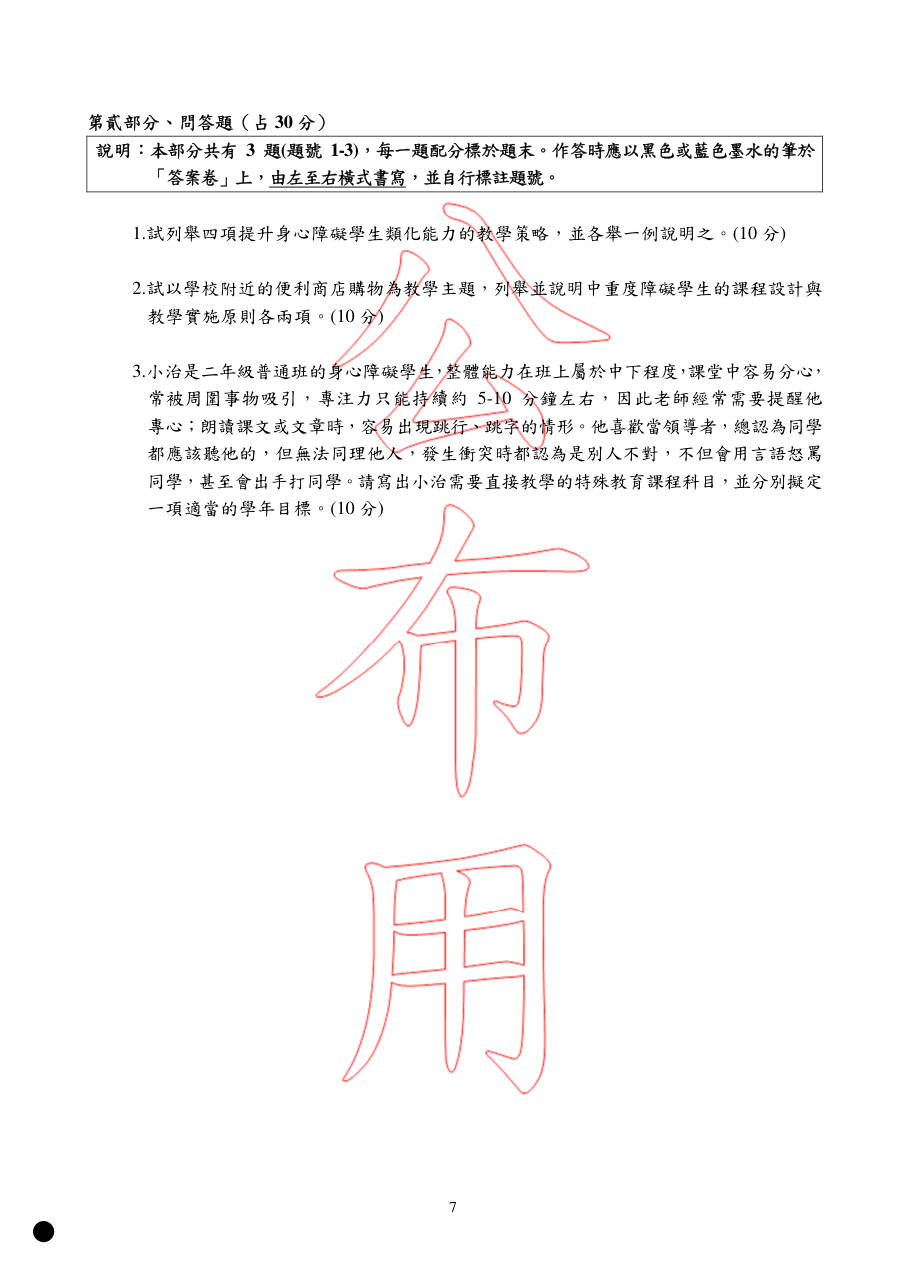 第貳部分、問答題（占 30 分）
說明：本部分共有 3 題(題號 1-3)，每一題配分標於題末。作答時應以黑色或藍色墨水的筆於
「答案卷」上，由左至右橫式書寫，並自行標註題號。
1.試列舉四項提升身心障礙學生類化能力的教學策略，並各舉一例說明之。(10 分)
2.試以學校附近的便利商店購物為教學主題，列舉並說明中重度障礙學生的課程設計與
教學實施原則各兩項。(10 分)
3.小治是二年級普通班的身心障礙學生，整體能力在班上屬於中下程度，課堂中容易分心，
常被周圍事物吸引，專注力只能持續約 5-10 分鐘左右，因此老師經常需要提醒他
專心；朗讀課文或文章時，容易出現跳行、跳字的情形。他喜歡當領導者，總認為同學
都應該聽他的，但無法同理他人，發生衝突時都認為是別人不對，不但會用言語怒罵
同學，甚至會出手打同學。請寫出小治需要直接教學的特殊教育課程科目，並分別擬定
一項適當的學年目標。(10 分)
公
布
用
7